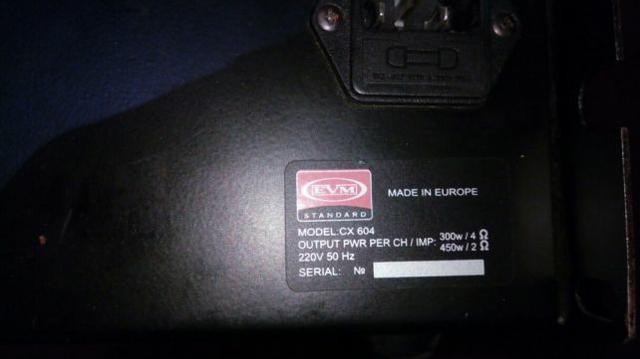 EVM
STANDARD
MADE IN EUROPE
MODEL:CX 604
OUTPUT PWR PER CH / IMP: 300w / 4 Ω
450w / 2 Ω
220V 50 Hz
SERIAL: №